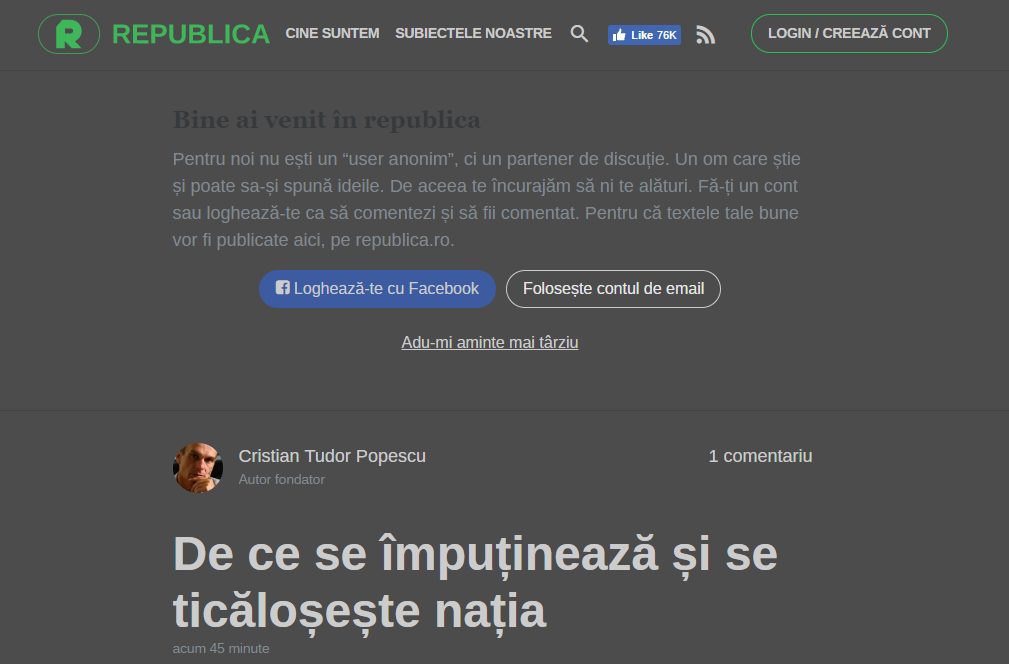 REPUBLICA CINE SUNTEM SUBIECTELE NOASTRE Like 76K LOGIN / CREEAZĂ CONT
Bine ai venit în republica
Pentru noi nu ești un “user anonim”, ci un partener de discuție. Un om care știe
și poate sa-și spună ideile. De aceea te încurajăm să ni te alături. Fă-ți un cont
sau loghează-te ca să comentezi și să fii comentat. Pentru că textele tale bune
vor fi publicate aici, pe republica.ro.
Loghează-te cu Facebook Folosește contul de email
Adu-mi aminte mai târziu
Cristian Tudor Popescu 1 comentariu
Autor fondator
De ce se împuținează și se
ticăloșește nația
acum 45 minute